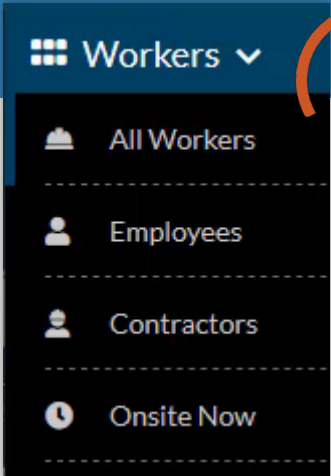 Workers
All Workers
Employees
Contractors
Onsite Now